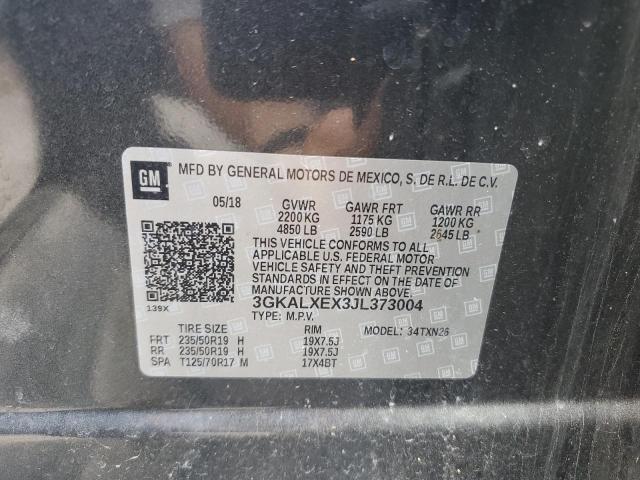 GM MFD BY GENERAL MOTORS DE MEXICO, S. DE R.L. DE C.V.
05/18 GVWR GAWR FRT GAWR RR
2200 KG 1175 KG 1200 KG
4850 LB 2590 LB 2645 LB
THIS VEHICLE CONFORMS TO ALL
APPLICABLE U.S. FEDERAL MOTOR
VEHICLE SAFETY AND THEFT PREVENTION
STANDARDS IN EFFECT ON THE DATE OF
MANUFACTURE SHOWN ABOVE.
139X 3GKALXEX3JL373004
TYPE: M.P.V.
TIRE SIZE RIM MODEL: 34TXN26
FRT 235/50R19 H 19X7.5J
RR 235/50R19 H 19X7.5J
SPA T125/70R17 M 17X4BT